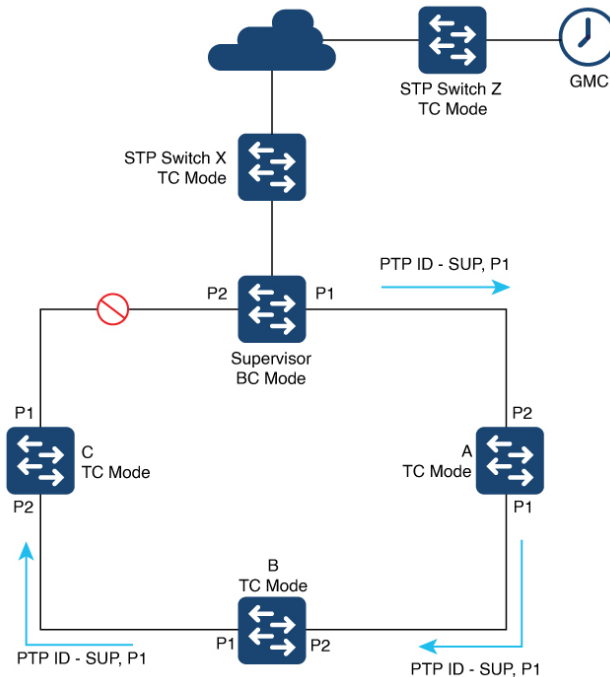 STP Switch Z
TC Mode
GMC
STP Switch X
TC Mode
PTP ID - SUP, P1
P2
P1
Supervisor
BC Mode
P1
P2
C
TC Mode
A
TC Mode
P2
P1
B
TC Mode
P1
P2
PTP ID - SUP, P1
PTP ID - SUP, P1